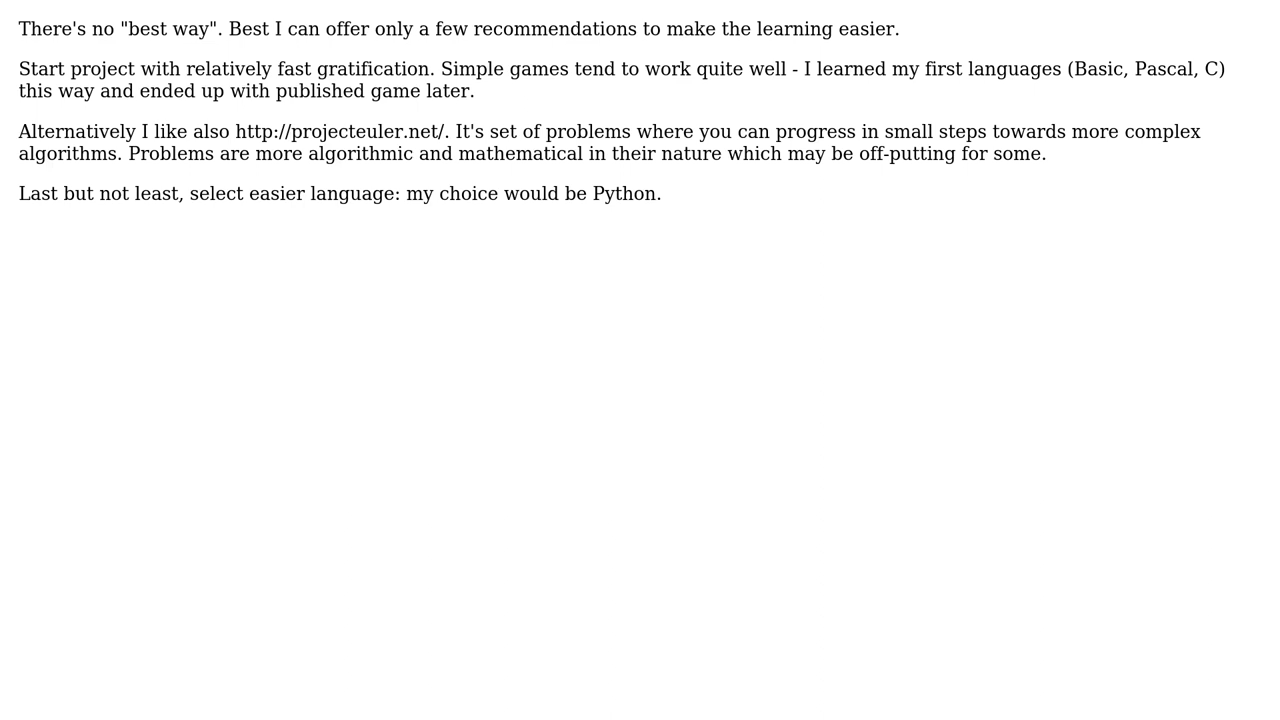 There's no "best way". Best I can offer only a few recommendations to make the learning easier.
Start project with relatively fast gratification. Simple games tend to work quite well - I learned my first languages (Basic, Pascal, C)
this way and ended up with published game later.
Alternatively I like also http://projecteuler.net/. It's set of problems where you can progress in small steps towards more complex
algorithms. Problems are more algorithmic and mathematical in their nature which may be off-putting for some.
Last but not least, select easier language: my choice would be Python.